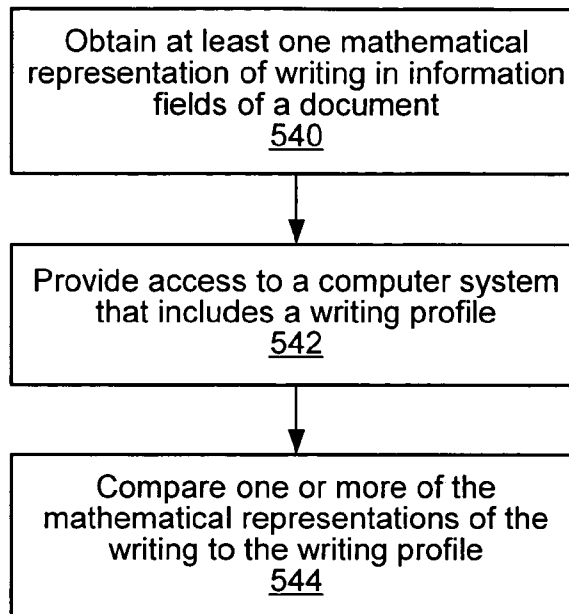 Obtain at least one mathematical
representation of writing in information
fields of a document
540
Provide access to a computer system
that includes a writing profile
542
Compare one or more of the
mathematical representations of the
writing to the writing profile
544